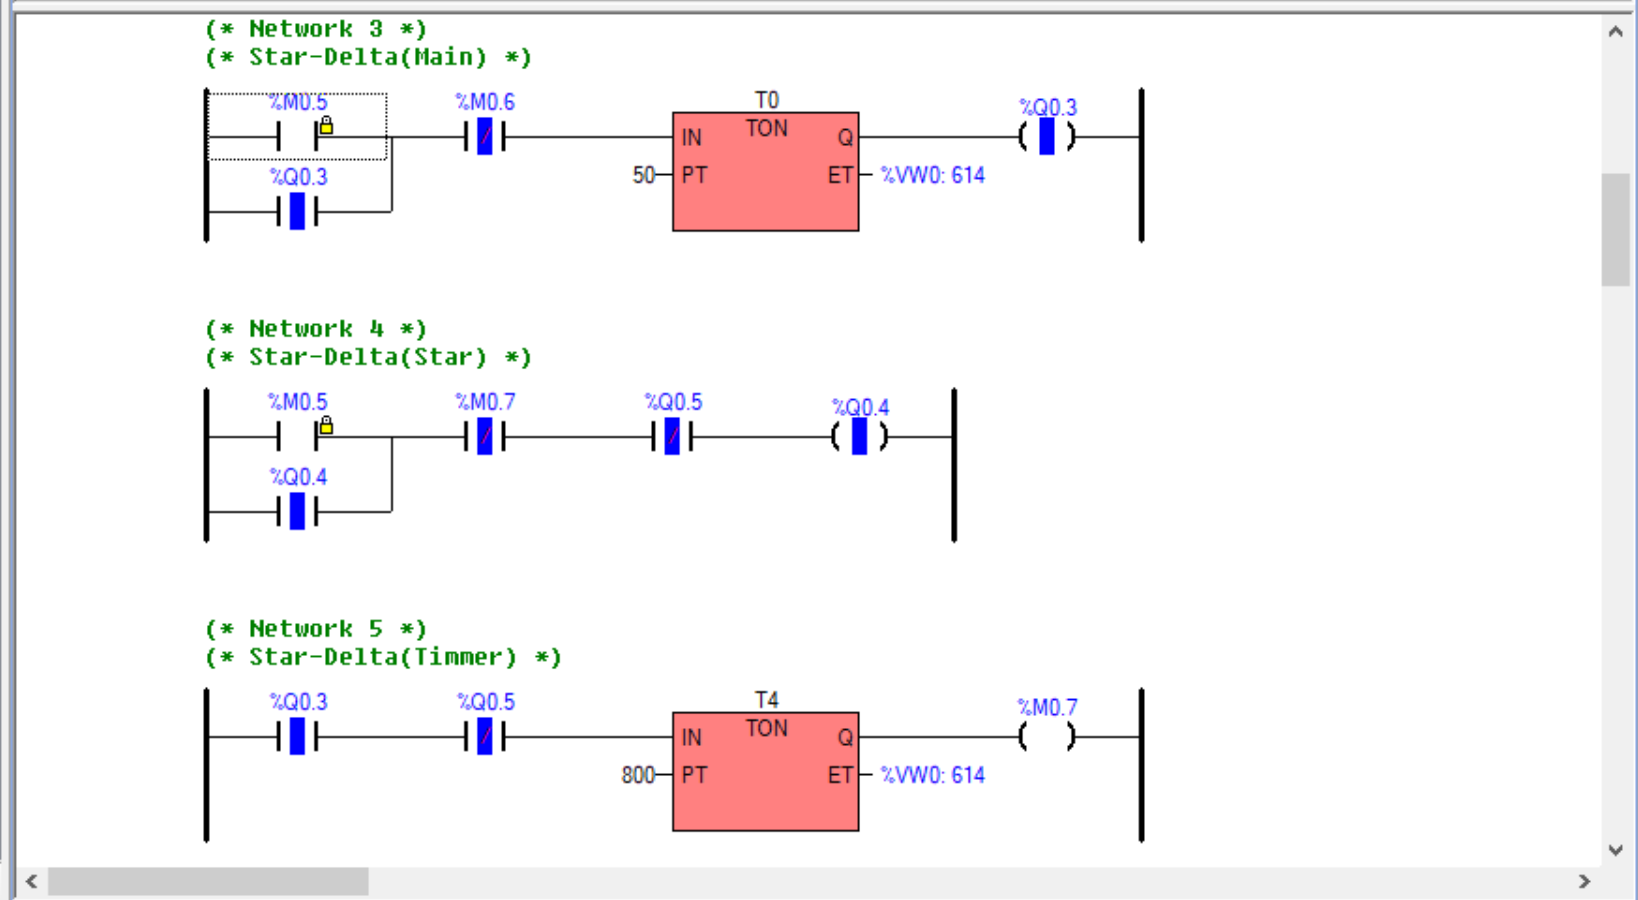 (* Network 3 *)
(* Star-Delta(Main) *)
%M0.5 %M0.6 T0 %Q0.3
TON
IN Q
50 PT ET %VW0: 614
%Q0.3
(* Network 4 *)
(* Star-Delta(Star) *)
%M0.5 %M0.7 %Q0.5 %Q0.4
%Q0.4
(* Network 5 *)
(* Star-Delta(Timmer) *)
%Q0.3 %Q0.5 T4 %M0.7
TON
IN Q
800 PT ET %VW0: 614